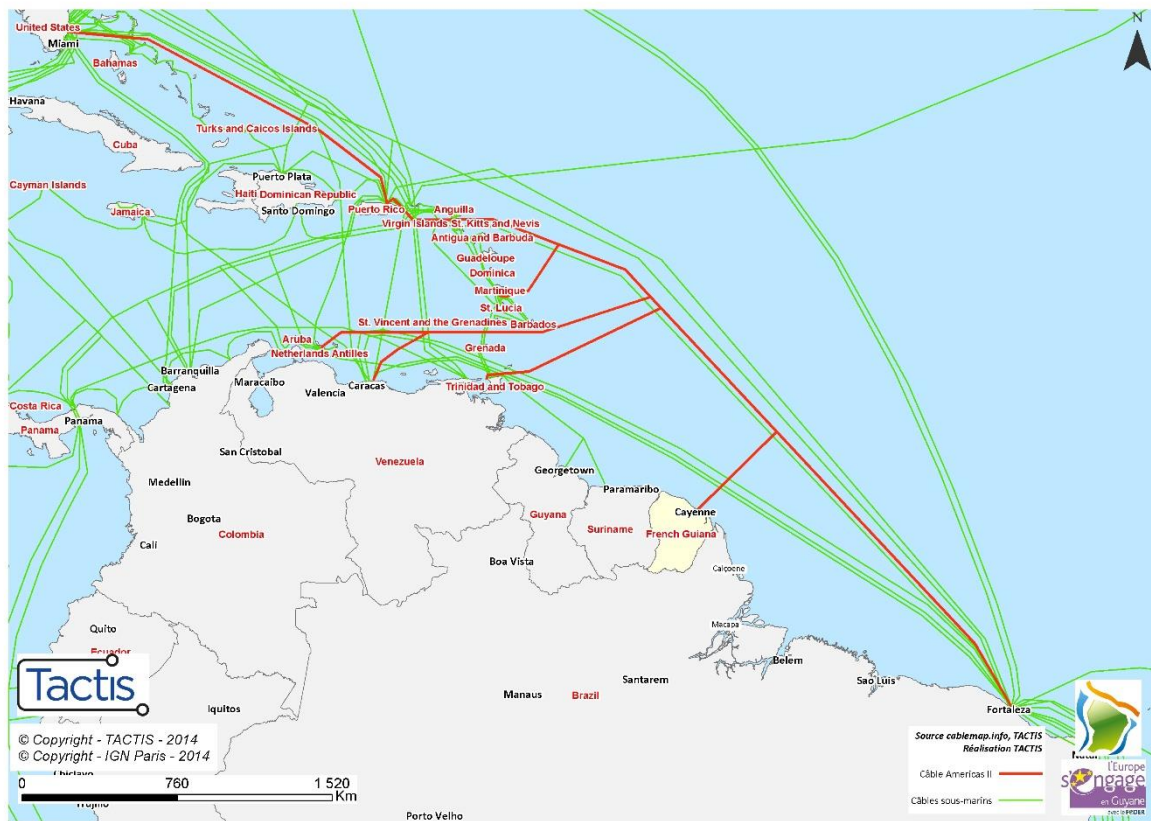 N
United States
Miami
Bahamas
Havana
Turks and Caicos Islands
Cuba
Cayman Islands
Puerto Plata
Haiti Dominican Republic
Jamaica
Santo Domingo
Puerto Rico
Anguilla
Virgin Islands St. Kitts and Nevis
Antigua and Barbuda
Guadeloupe
Dominica
Martinique
St. Lucia
St. Vincent and the Grenadines Barbados
Aruba
Netherlands Antilles
Grenada
Barranquilla
Cartagena
Maracaibo
Valencia
Caracas
Trinidad and Tobago
Costa Rica
Panama
Panama
San Cristobal
Venezuela
Medellin
Georgetown
Paramaribo
Cayenne
Bogota
Colombia
Guyana
Suriname
French Guiana
Cali
Boa Vista
Calçoene
Quito
Ecuador
Macapa
Belem
Sao Luis
Santarem
Manaus
Brazil
Iquitos
Fortaleza
Tactis
© Copyright - TACTIS - 2014
© Copyright - IGN Paris - 2014
0 760 1 520
Km
Porto Velho
Source cablemap.info, TACTIS
Réalisation TACTIS
Câble Americas II
Câbles sous-marins
l'Europe
s'engage
en Guyane